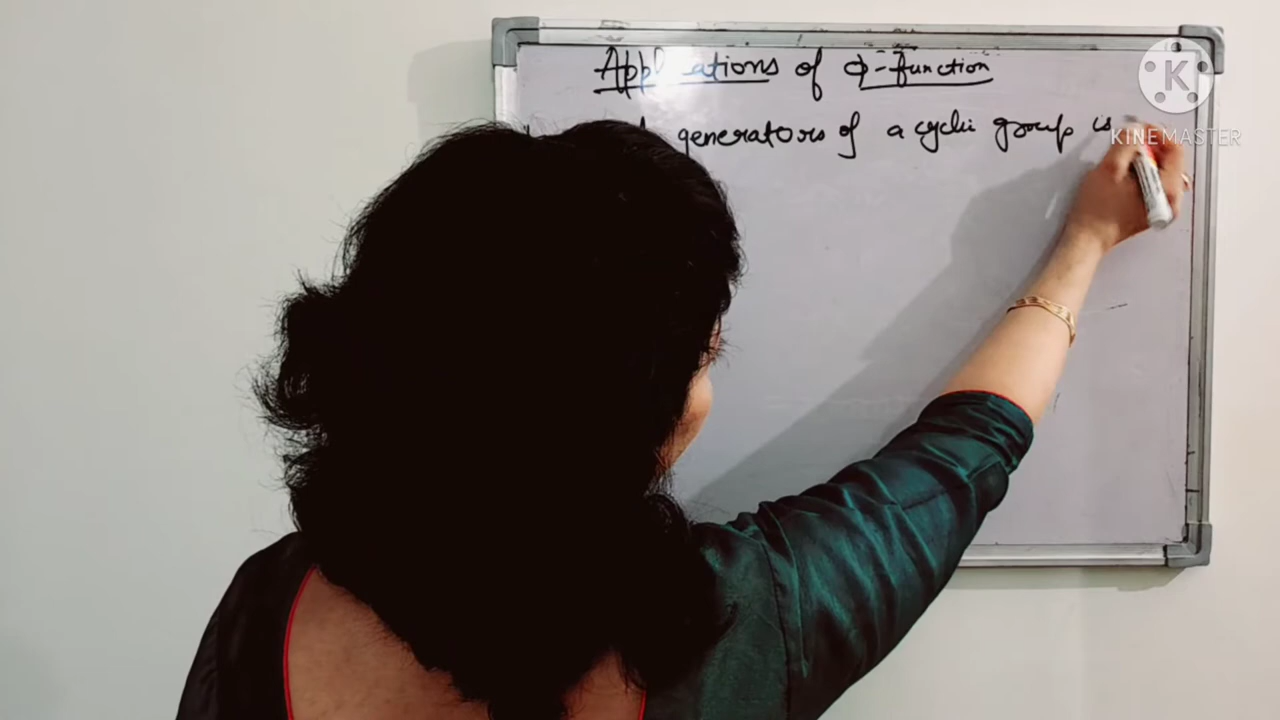 Applications of Φ-function
generators of a cyclic group is
K
KINEMASTER